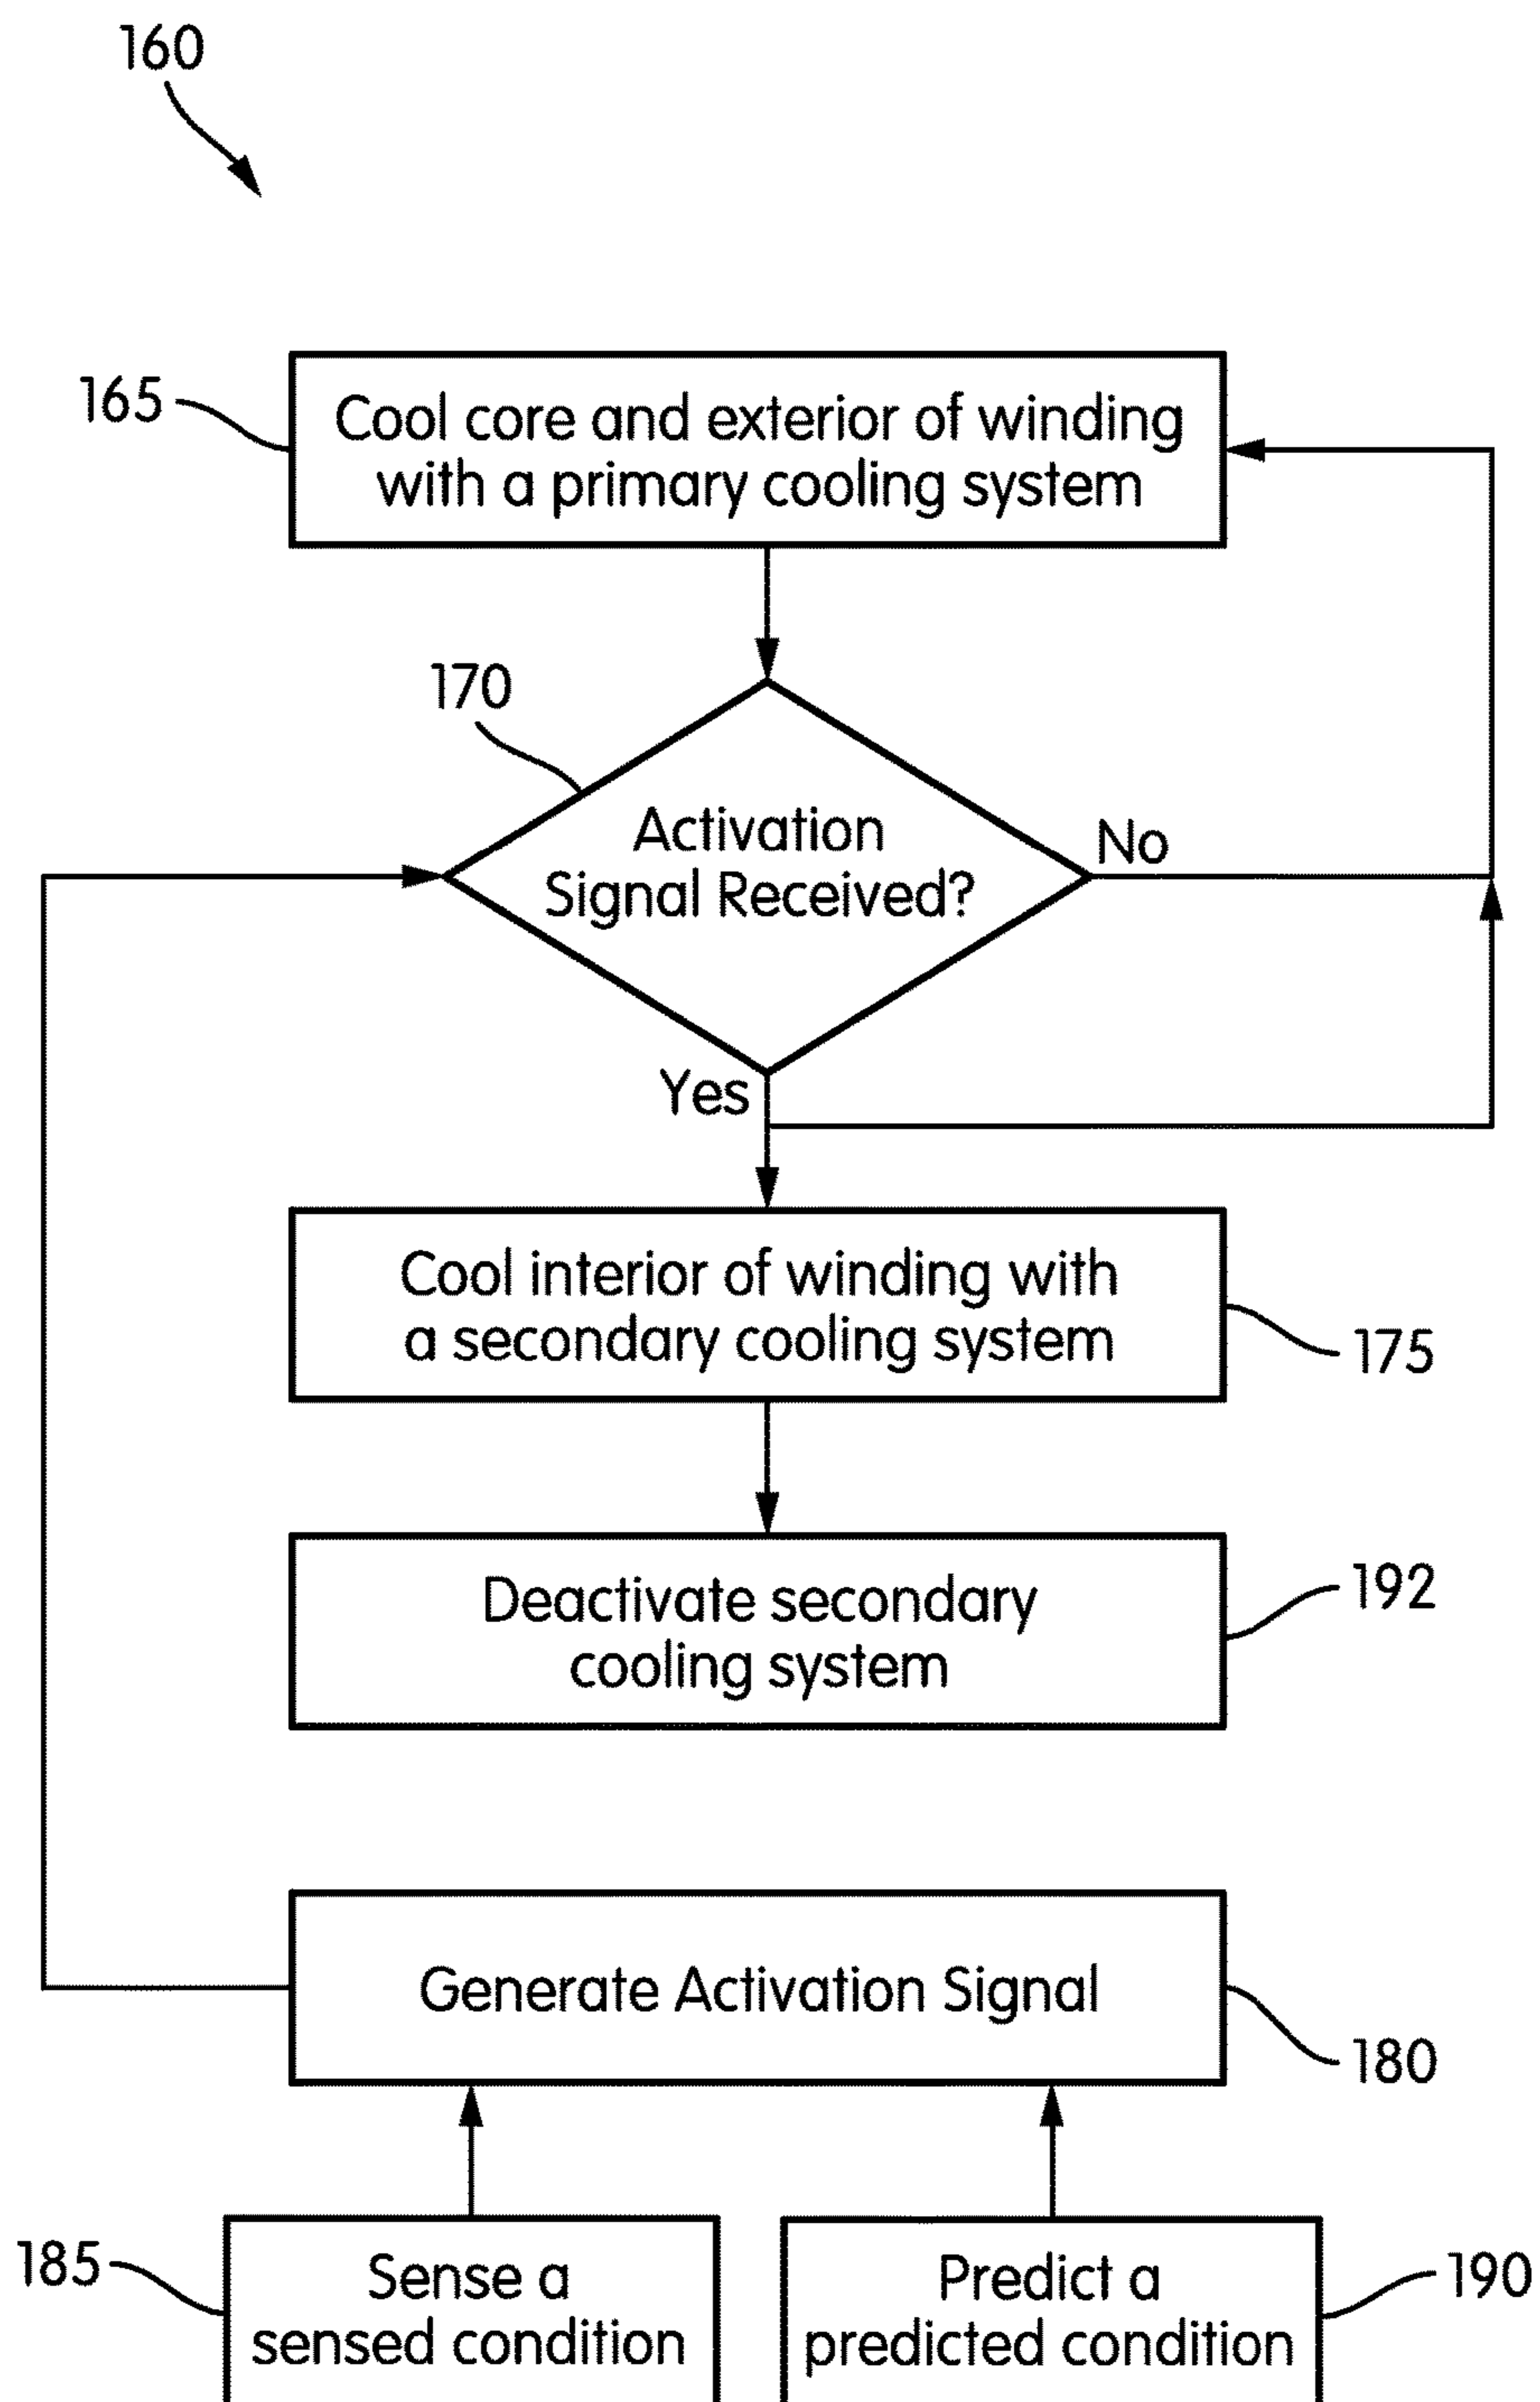 160
165
Cool core and exterior of winding
with a primary cooling system
170
Activation
Signal Received?
No
Yes
Cool interior of winding with
a secondary cooling system
175
Deactivate secondary
cooling system
192
Generate Activation Signal
180
185
Sense a
sensed condition
Predict a
predicted condition
190